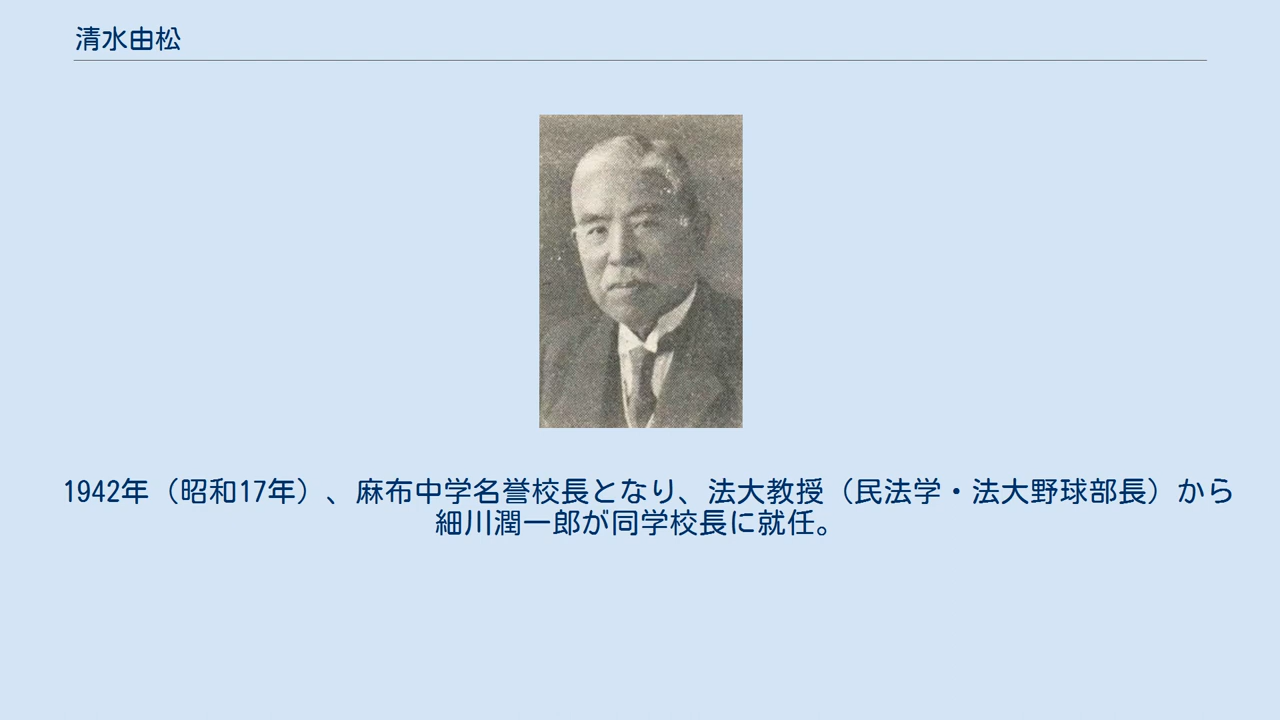 清水由松
1942年（昭和17年）、麻布中学名誉校長となり、法大教授（民法学・法大野球部長）から
細川潤一郎が同学校長に就任。